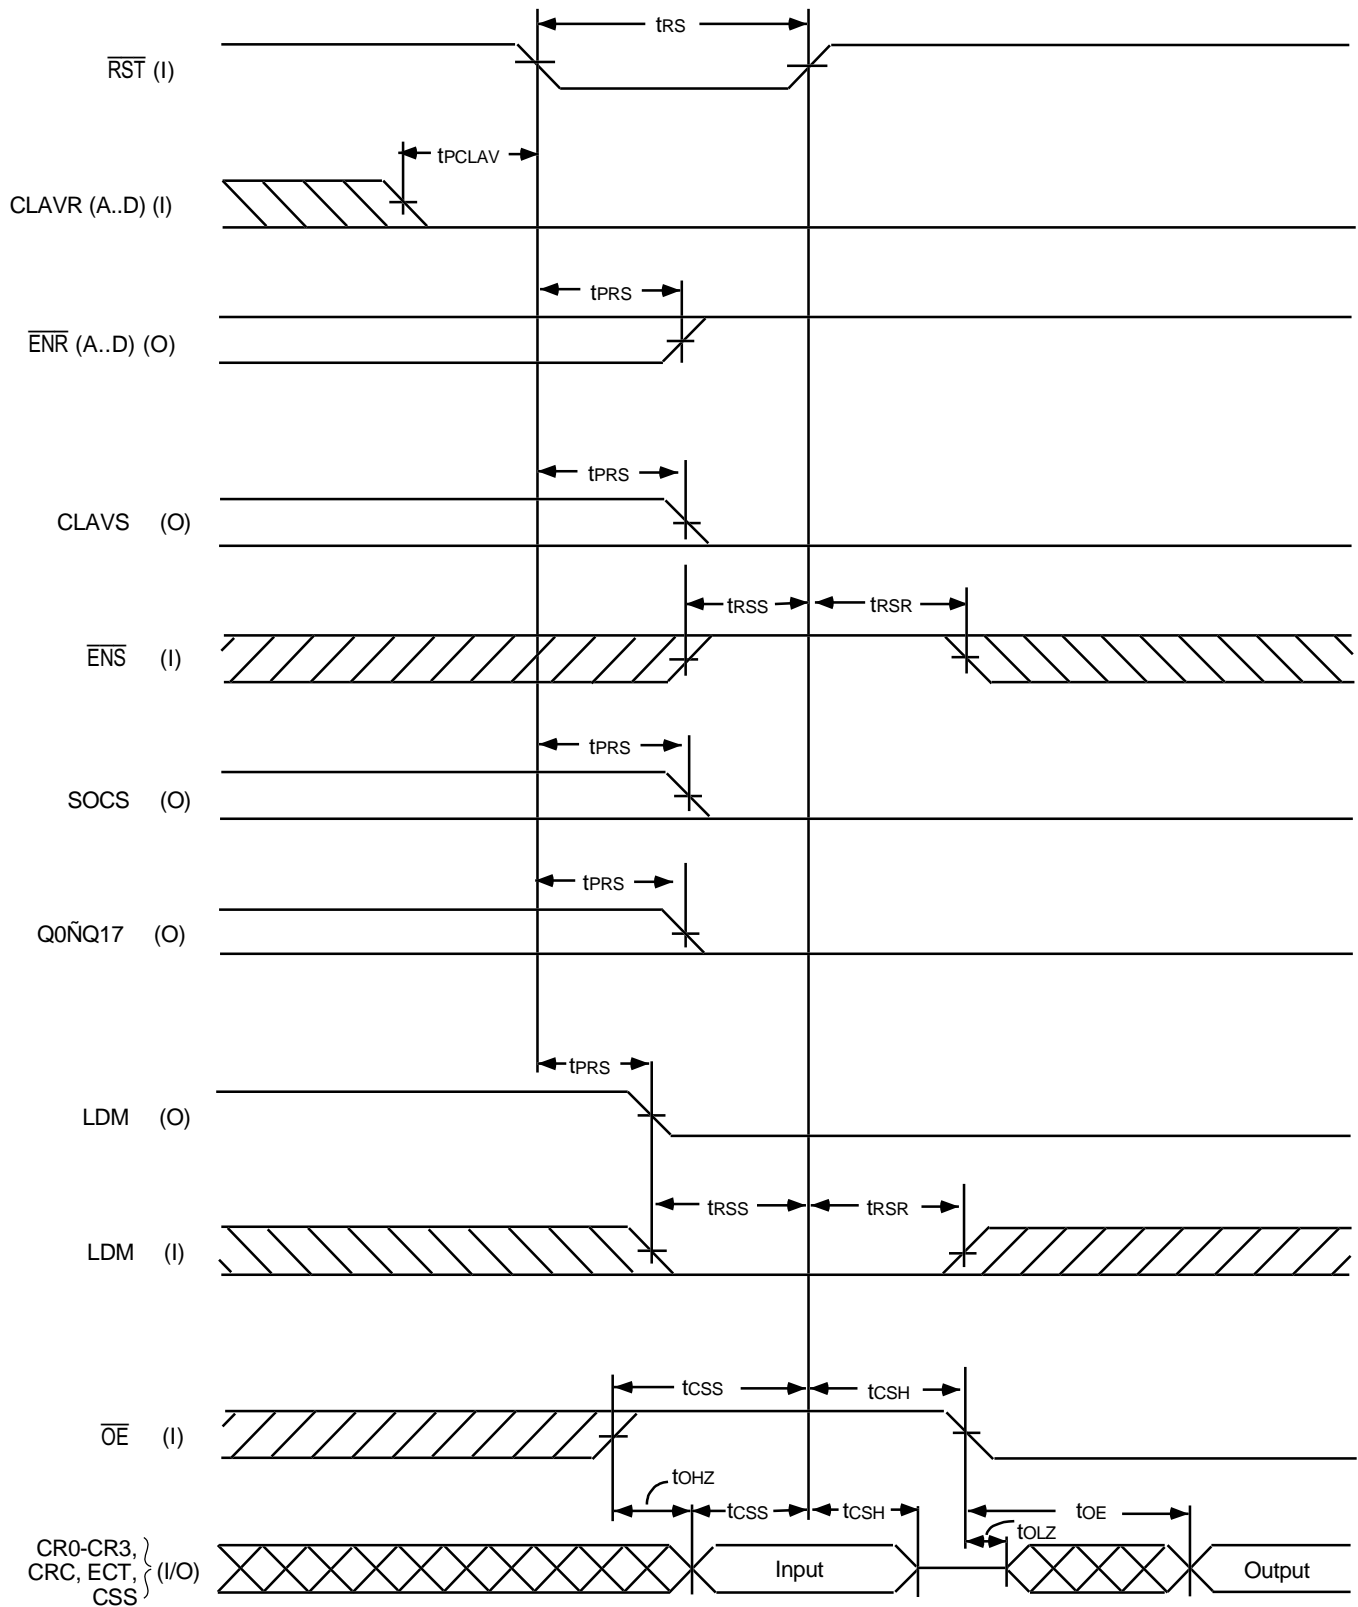 tRS
RST (I)
tPCLAV
CLAVR (A..D) (I)
tPRS
ENR (A..D) (O)
tPRS
CLAVS (O)
tRSS tRSR
ENS (I)
tPRS
SOCS (O)
tPRS
Q0ÑQ17 (O)
tPRS
LDM (O)
tRSS tRSR
LDM (I)
tCSS tCSH
OE (I)
tOHZ
tCSS tCSH tOE
tOLZ
CR0-CR3,
CRC, ECT, (I/O) Input Output
CSS